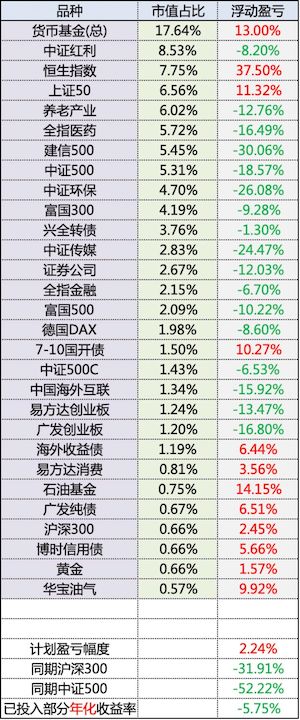 品种 市值占比 浮动盈亏
货币基金(总) 17.64% 13.00%
中证红利 8.53% -8.20%
恒生指数 7.75% 37.50%
上证50 6.56% 11.32%
养老产业 6.02% -12.76%
全指医药 5.72% -16.49%
建信500 5.45% -30.06%
中证500 5.31% -18.57%
中证环保 4.70% -26.08%
富国300 4.19% -9.28%
兴全转债 3.76% -1.30%
中证传媒 2.83% -24.47%
证券公司 2.67% -12.03%
全指金融 2.15% -6.70%
富国500 2.09% -10.22%
德国DAX 1.98% -8.60%
7-10国开债 1.50% 10.27%
中证500C 1.43% -6.53%
中国海外互联 1.34% -15.92%
易方达创业板 1.24% -13.47%
广发创业板 1.20% -16.80%
海外收益债 1.19% 6.44%
易方达消费 0.81% 3.56%
石油基金 0.75% 14.15%
广发纯债 0.67% 6.51%
沪深300 0.66% 2.45%
博时信用债 0.66% 5.66%
黄金 0.66% 1.57%
华宝油气 0.57% 9.92%
计划盈亏幅度 2.24%
同期沪深300 -31.91%
同期中证500 -52.22%
已投入部分年化收益率 -5.75%